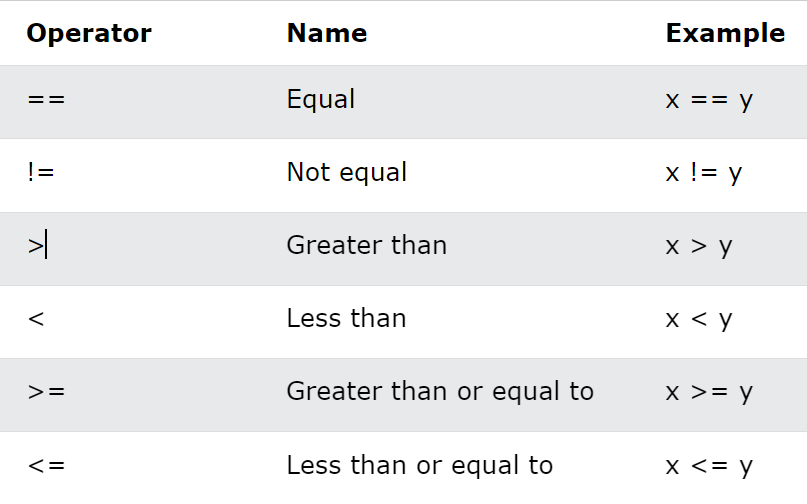 Operator Name Example
== Equal x == y
!= Not equal x != y
> Greater than x > y
< Less than x < y
>= Greater than or equal to x >= y
<= Less than or equal to x <= y